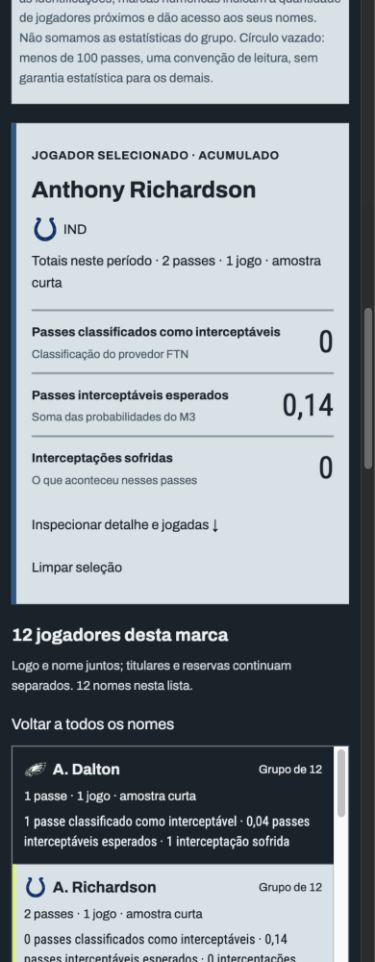 as identificações; marcas numéricas indicam a quantidade
de jogadores próximos e dão acesso aos seus nomes.
Não somamos as estatísticas do grupo. Círculo vazado:
menos de 100 passes, uma convenção de leitura, sem
garantia estatística para os demais.
JOGADOR SELECIONADO · ACUMULADO
Anthony Richardson
IND
Totais neste período · 2 passes · 1 jogo · amostra
curta
Passes classificados como interceptáveis
Classificação do provedor FTN
0
Passes interceptáveis esperados
Soma das probabilidades do M3
0,14
Interceptações sofridas
O que aconteceu nesses passes
0
Inspecionar detalhe e jogadas ↓
Limpar seleção
12 jogadores desta marca
Logo e nome juntos; titulares e reservas continuam
separados. 12 nomes nesta lista.
Voltar a todos os nomes
A. Dalton
Grupo de 12
1 passe · 1 jogo · amostra curta
1 passe classificado como interceptável · 0,04 passes
interceptáveis esperados · 1 interceptação sofrida
A. Richardson
Grupo de 12
2 passes · 1 jogo · amostra curta
0 passes classificados como interceptáveis · 0,14
passes interceptáveis esperados · 0 interceptações